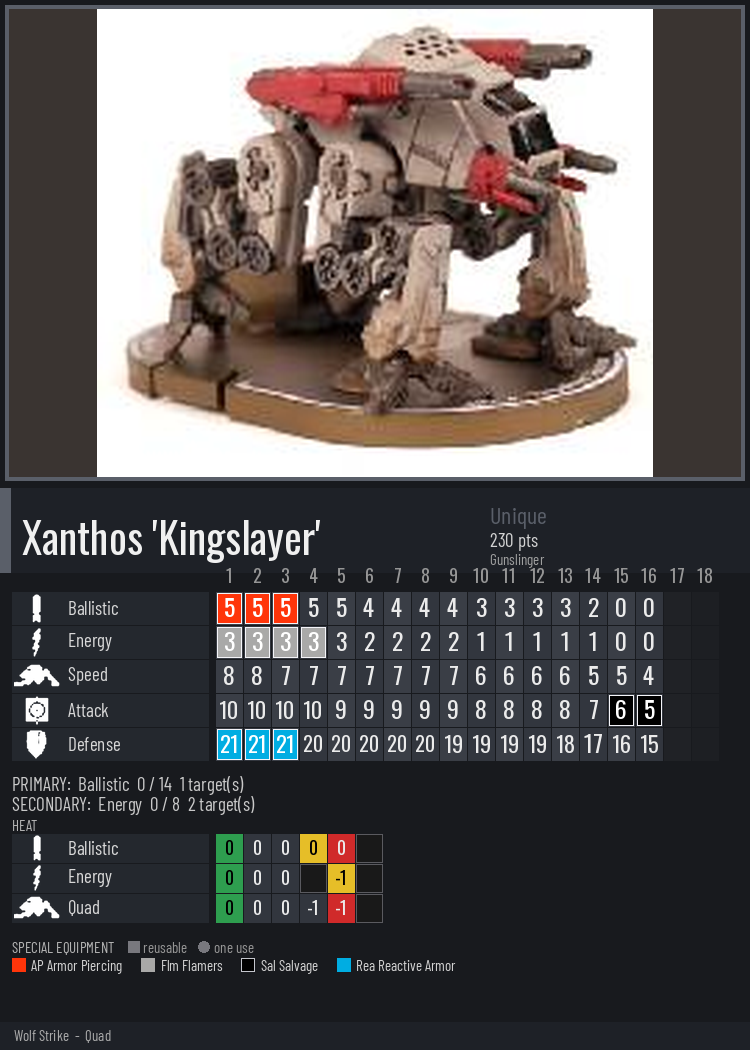 Xanthos 'Kingslayer'
Unique
230 pts
Gunslinger
1 2 3 4 5 6 7 8 9 10 11 12 13 14 15 16 17 18
Ballistic 5 5 5 5 5 4 4 4 4 3 3 3 3 2 0 0
Energy 3 3 3 3 3 2 2 2 2 1 1 1 1 1 0 0
Speed 8 8 7 7 7 7 7 7 7 6 6 6 6 5 5 4
Attack 10 10 10 10 9 9 9 9 9 8 8 8 8 7 6 5
Defense 21 21 21 20 20 20 20 20 19 19 19 19 18 17 16 15
PRIMARY: Ballistic 0 / 14 1 target(s)
SECONDARY: Energy 0 / 8 2 target(s)
HEAT
Ballistic 0 0 0 0 0
Energy 0 0 0 -1
Quad 0 0 0 -1 -1
SPECIAL EQUIPMENT reusable one use
AP Armor Piercing Flm Flamers Sal Salvage Rea Reactive Armor
Wolf Strike - Quad